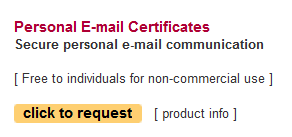 Personal E-mail Certificates
Secure personal e-mail communication
[ Free to individuals for non-commercial use ]
click to request [ product info ]